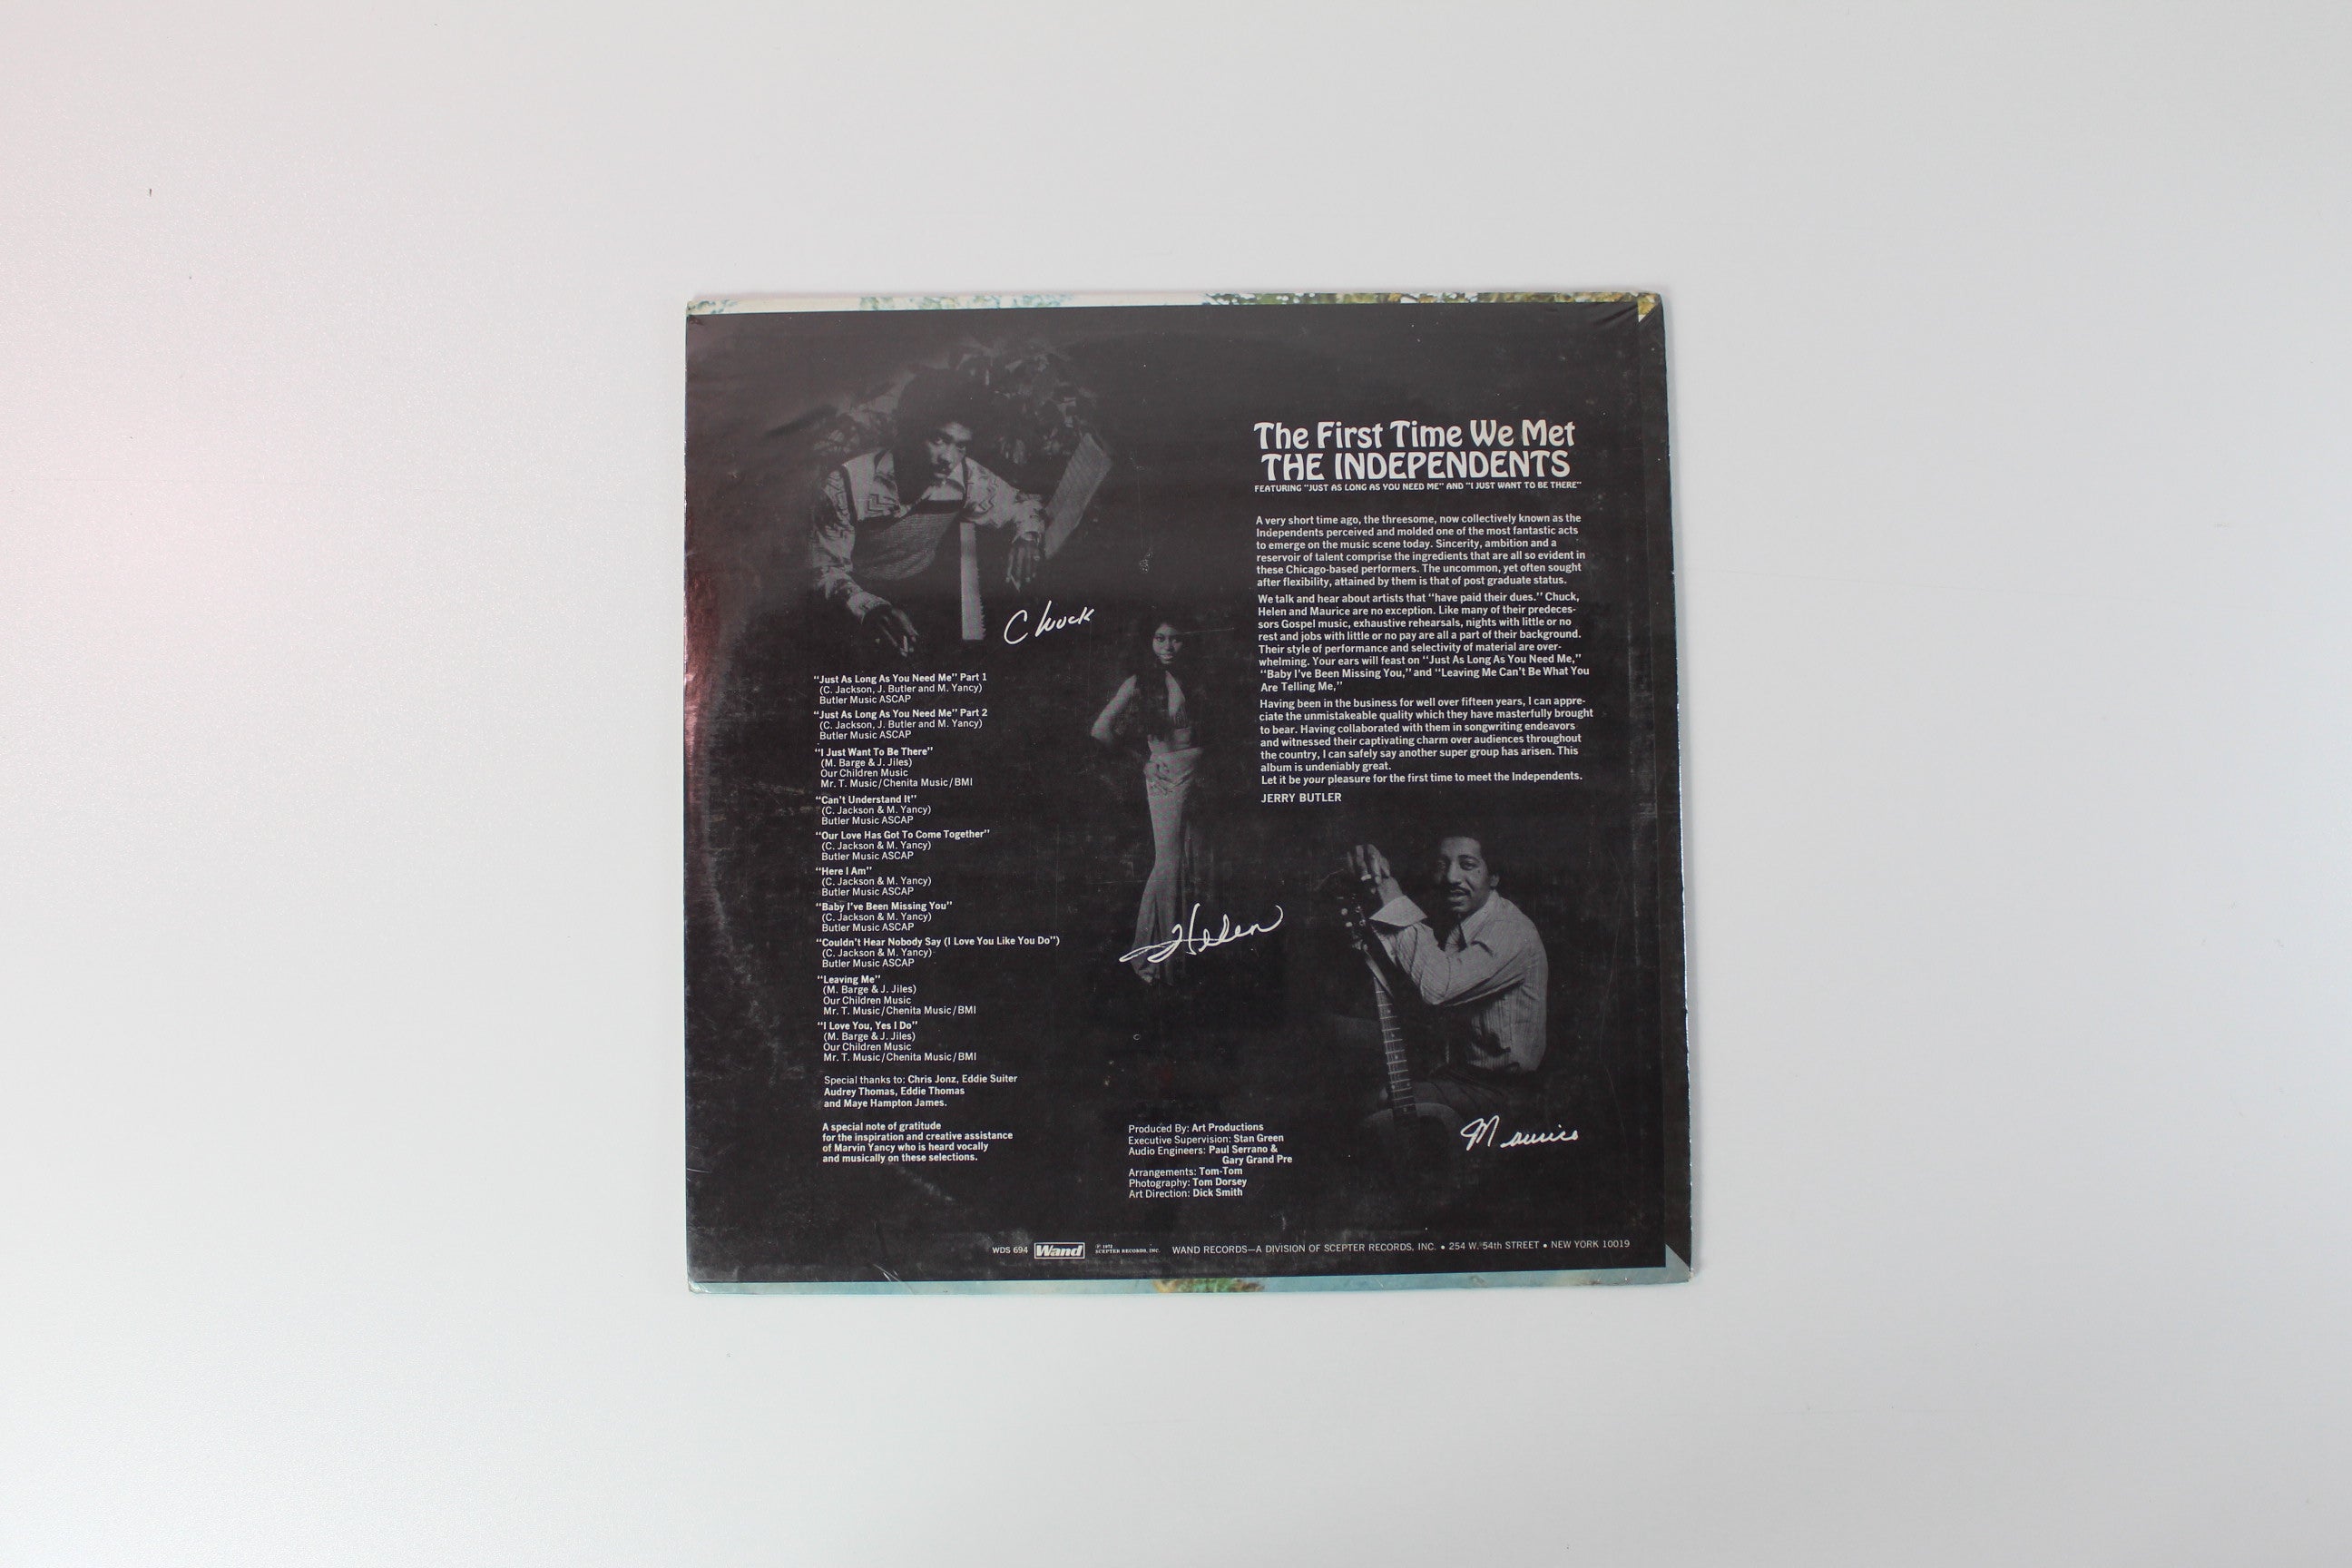 The First Time We Met
THE INDEPENDENTS
FEATURING "JUST AS LONG AS YOU NEED ME" AND "I JUST WANT TO BE THERE"
A very short time ago, the threesome, now collectively known as the
Independents perceived and molded one of the most fantastic acts
to emerge on the music scene today. Sincerity, ambition and a
reservoir of talent comprise the ingredients that are all so evident in
these Chicago-based performers. The uncommon, yet often sought
after flexibility, attained by them is that of post graduate status.
We talk and hear about artists that "have paid their dues." Chuck,
Helen and Maurice are no exception. Like many of their predeces-
sors Gospel music, exhaustive rehearsals, nights with little or no
rest and jobs with little or no pay are all a part of their background.
Their style of performance and selectivity of material are over-
whelming. Your ears will feast on "Just As Long As You Need Me,"
"Baby I've Been Missing You," and "Leaving Me Can't Be What You
Are Telling Me,"
Having been in the business for well over fifteen years, I can appre-
ciate the unmistakeable quality which they have masterfully brought
to bear. Having collaborated with them in songwriting endeavors
and witnessed their captivating charm over audiences throughout
the country, I can safely say another super group has arisen. This
album is undeniably great.
Let it be your pleasure for the first time to meet the Independents.
JERRY BUTLER
Chuck
"Just As Long As You Need Me" Part 1
(C. Jackson, J. Butler and M. Yancy)
Butler Music ASCAP
"Just As Long As You Need Me" Part 2
(C. Jackson, J. Butler and M. Yancy)
Butler Music ASCAP
"I Just Want To Be There"
(M. Barge & J. Jiles)
Our Children Music
Mr. T. Music/Chenita Music/BMI
"Can't Understand It"
(C. Jackson & M. Yancy)
Butler Music ASCAP
"Our Love Has Got To Come Together"
(C. Jackson & M. Yancy)
Butler Music ASCAP
"Here I Am"
(C. Jackson & M. Yancy)
Butler Music ASCAP
"Baby I've Been Missing You"
(C. Jackson & M. Yancy)
Butler Music ASCAP
"Couldn't Hear Nobody Say (I Love You Like You Do")
(C. Jackson & M. Yancy)
Butler Music ASCAP
"Leaving Me"
(M. Barge & J. Jiles)
Our Children Music
Mr. T. Music/Chenita Music/BMI
"I Love You, Yes I Do"
(M. Barge & J. Jiles)
Our Children Music
Mr. T. Music/Chenita Music/BMI
Special thanks to: Chris Jonz, Eddie Suiter
Audrey Thomas, Eddie Thomas
and Maye Hampton James.
A special note of gratitude
for the inspiration and creative assistance
of Marvin Yancy who is heard vocally
and musically on these selections.
Helen
Maurice
Produced By: Art Productions
Executive Supervision: Stan Green
Audio Engineers: Paul Serrano &
Gary Grand Pre
Arrangements: Tom-Tom
Photography: Tom Dorsey
Art Direction: Dick Smith
WDS 694 Wand ℗ 1972 SCEPTER RECORDS, INC. WAND RECORDS—A DIVISION OF SCEPTER RECORDS, INC. • 254 W. 54th STREET • NEW YORK 10019